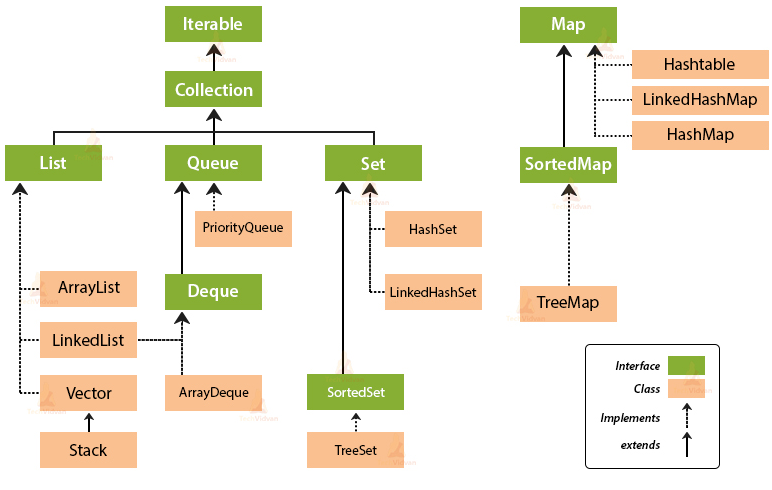 Iterable
Map
Collection
Hashtable
LinkedHashMap
HashMap
List
Queue
Set
SortedMap
PriorityQueue
HashSet
ArrayList
Deque
LinkedHashSet
TreeMap
LinkedList
Vector
ArrayDeque
SortedSet
Stack
TreeSet
Interface
Class
Implements
extends